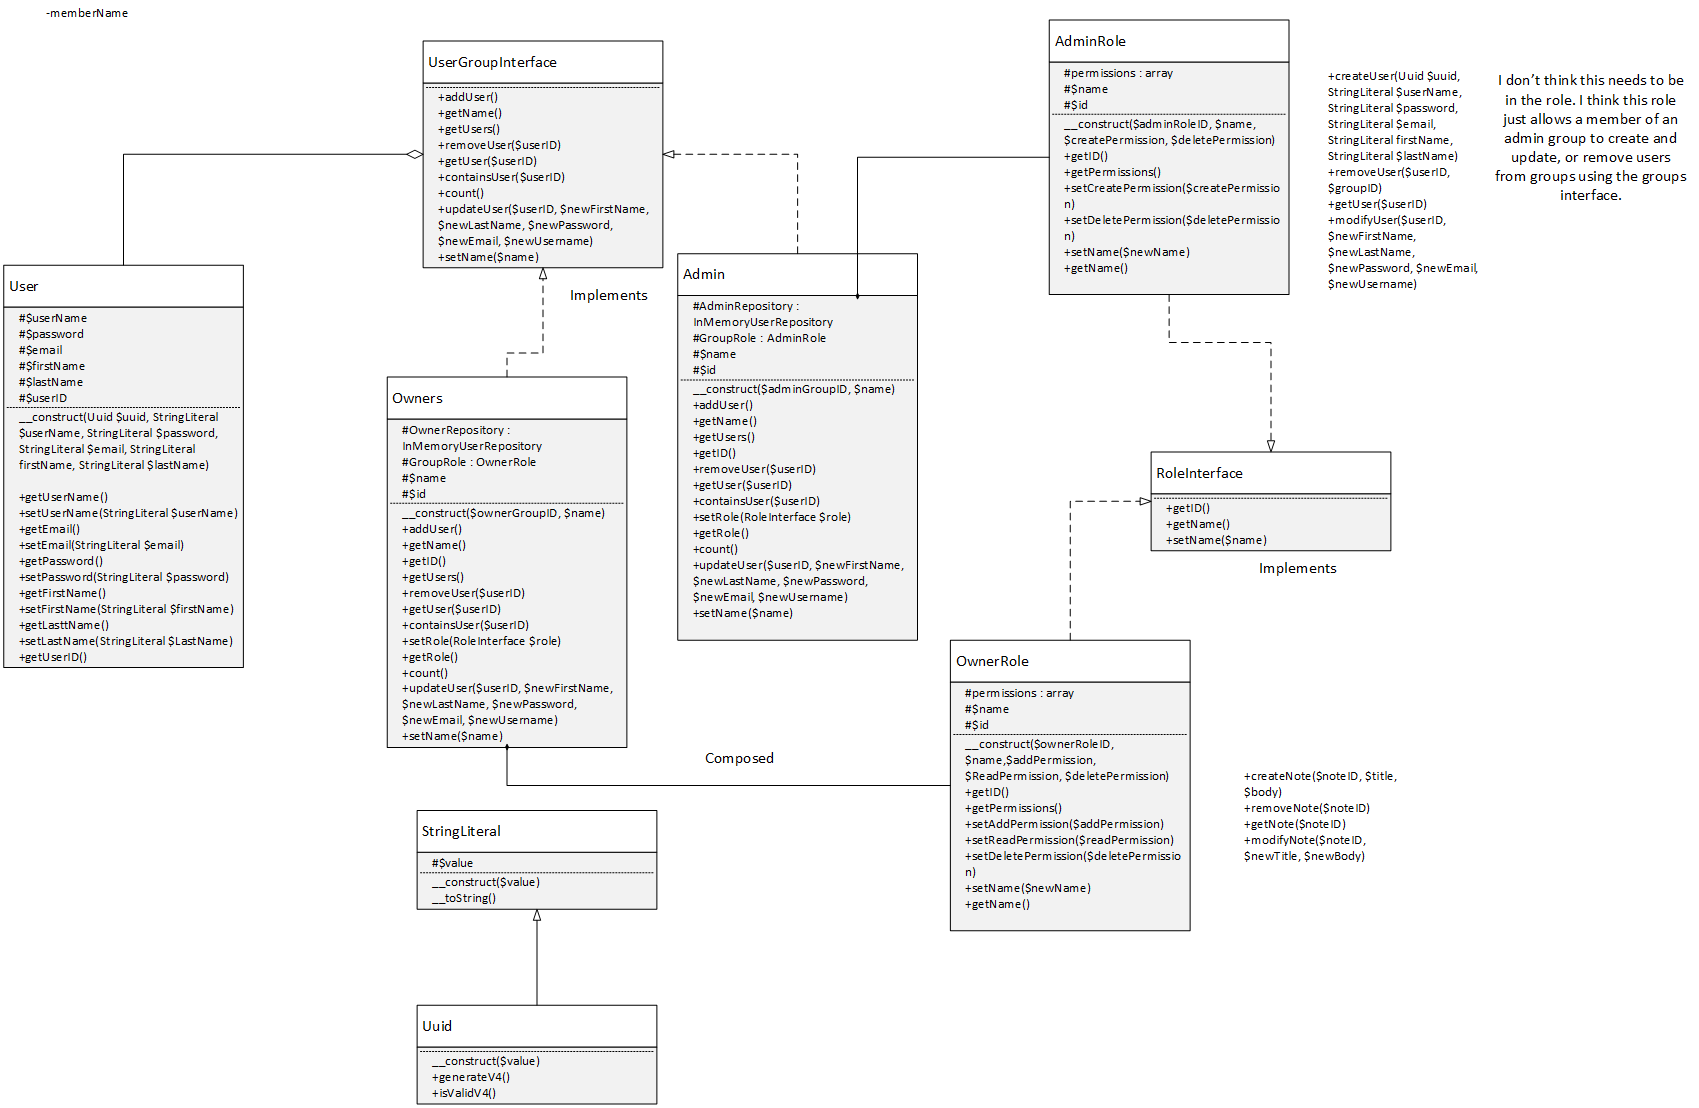 -memberName
UserGroupInterface
+addUser()
+getName()
+getUsers()
+removeUser($userID)
+getUser($userID)
+containsUser($userID)
+count()
+updateUser($userID, $newFirstName,
$newLastName, $newPassword,
$newEmail, $newUsername)
+setName($name)
AdminRole
#permissions : array
#$name
#$id
__construct($adminRoleID, $name,
$createPermission, $deletePermission)
+getID()
+getPermissions()
+setCreatePermission($createPermissio
n)
+setDeletePermission($deletePermissio
n)
+setName($newName)
+getName()
+createUser(Uuid $uuid,
StringLiteral $userName,
StringLiteral $password,
StringLiteral $email,
StringLiteral firstName,
StringLiteral $lastName)
+removeUser($userID,
$groupID)
+getUser($userID)
+modifyUser($userID,
$newFirstName,
$newLastName,
$newPassword, $newEmail,
$newUsername)
I don’t think this needs to be
in the role. I think this role
just allows a member of an
admin group to create and
update, or remove users
from groups using the groups
interface.
User
#$userName
#$password
#$email
#$firstName
#$lastName
#$userID
__construct(Uuid $uuid, StringLiteral
$userName, StringLiteral $password,
StringLiteral $email, StringLiteral
firstName, StringLiteral $lastName)
+getUserName()
+setUserName(StringLiteral $userName)
+getEmail()
+setEmail(StringLiteral $email)
+getPassword()
+setPassword(StringLiteral $password)
+getFirstName()
+setFirstName(StringLiteral $firstName)
+getLasttName()
+setLastName(StringLiteral $LastName)
+getUserID()
Implements
Admin
#AdminRepository :
InMemoryUserRepository
#GroupRole : AdminRole
#$name
#$id
__construct($adminGroupID, $name)
+addUser()
+getName()
+getUsers()
+getID()
+removeUser($userID)
+getUser($userID)
+containsUser($userID)
+setRole(RoleInterface $role)
+getRole()
+count()
+updateUser($userID, $newFirstName,
$newLastName, $newPassword,
$newEmail, $newUsername)
+setName($name)
Owners
#OwnerRepository :
InMemoryUserRepository
#GroupRole : OwnerRole
#$name
#$id
__construct($ownerGroupID, $name)
+addUser()
+getName()
+getID()
+getUsers()
+removeUser($userID)
+getUser($userID)
+containsUser($userID)
+setRole(RoleInterface $role)
+getRole()
+count()
+updateUser($userID, $newFirstName,
$newLastName, $newPassword,
$newEmail, $newUsername)
+setName($name)
RoleInterface
+getID()
+getName()
+setName($name)
Implements
OwnerRole
#permissions : array
#$name
#$id
__construct($ownerRoleID,
$name,$addPermission,
$ReadPermission, $deletePermission)
+getID()
+getPermissions()
+setAddPermission($addPermission)
+setReadPermission($readPermission)
+setDeletePermission($deletePermissio
n)
+setName($newName)
+getName()
Composed
+createNote($noteID, $title,
$body)
+removeNote($noteID)
+getNote($noteID)
+modifyNote($noteID,
$newTitle, $newBody)
StringLiteral
#$value
__construct($value)
__toString()
Uuid
__construct($value)
+generateV4()
+isValidV4()